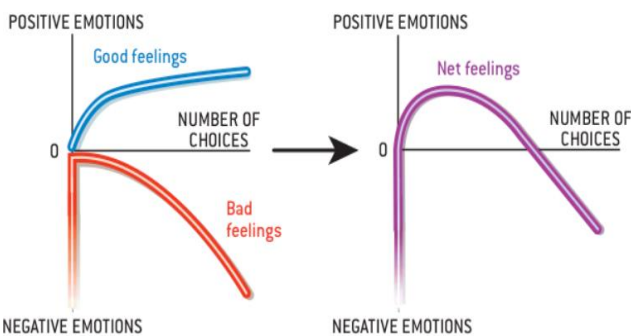 POSITIVE EMOTIONS
Good feelings
NUMBER OF
CHOICES
0
Bad
feelings
NEGATIVE EMOTIONS
POSITIVE EMOTIONS
Net feelings
NUMBER OF
CHOICES
0
NEGATIVE EMOTIONS